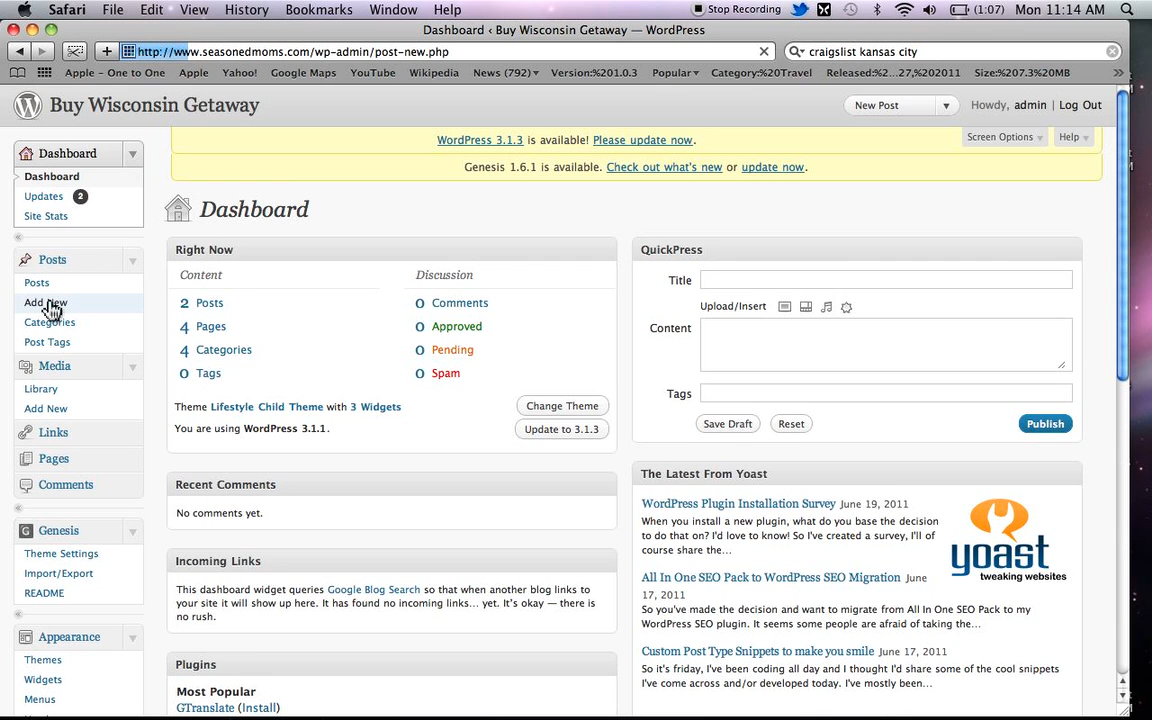 Safari File Edit View History Bookmarks Window Help Stop Recording (1:07) Mon 11:14 AM
Dashboard ‹ Buy Wisconsin Getaway — WordPress
http://www.seasonedmoms.com/wp-admin/post-new.php craigslist kansas city
Apple - One to One Apple Yahoo! Google Maps YouTube Wikipedia News (792) Version:%201.0.3 Popular Category:%20Travel Released:%2...27,%202011 Size:%207.3%20MB
Buy Wisconsin Getaway New Post Howdy, admin | Log Out
WordPress 3.1.3 is available! Please update now. Screen Options Help
Genesis 1.6.1 is available. Check out what's new or update now.
Dashboard
Dashboard
Updates 2
Site Stats
Posts
Posts
Add New
Categories
Post Tags
Media
Library
Add New
Links
Pages
Comments
Genesis
Theme Settings
Import/Export
README
Appearance
Themes
Widgets
Menus
Dashboard
Right Now
Content Discussion
2 Posts 0 Comments
4 Pages 0 Approved
4 Categories 0 Pending
0 Tags 0 Spam
Theme Lifestyle Child Theme with 3 Widgets Change Theme
You are using WordPress 3.1.1. Update to 3.1.3
Recent Comments
No comments yet.
Incoming Links
This dashboard widget queries Google Blog Search so that when another blog links to
your site it will show up here. It has found no incoming links... yet. It's okay — there is
no rush.
Plugins
Most Popular
GTranslate (Install)
QuickPress
Title
Upload/Insert
Content
Tags
Save Draft Reset Publish
The Latest From Yoast
WordPress Plugin Installation Survey June 19, 2011
When you install a new plugin, what do you base the decision
to do that on? I'd love to know! So I've created a survey, I'll of
course share the...
All In One SEO Pack to WordPress SEO Migration June
17, 2011
So you've made the decision and want to migrate from All In One SEO Pack to my
WordPress SEO plugin. It seems some people are afraid of taking the...
Custom Post Type Snippets to make you smile June 17, 2011
So it's friday, I've been coding all day and I thought I'd share some of the cool snippets
I've come across and/or developed today. I've mostly been...
yoast
tweaking websites